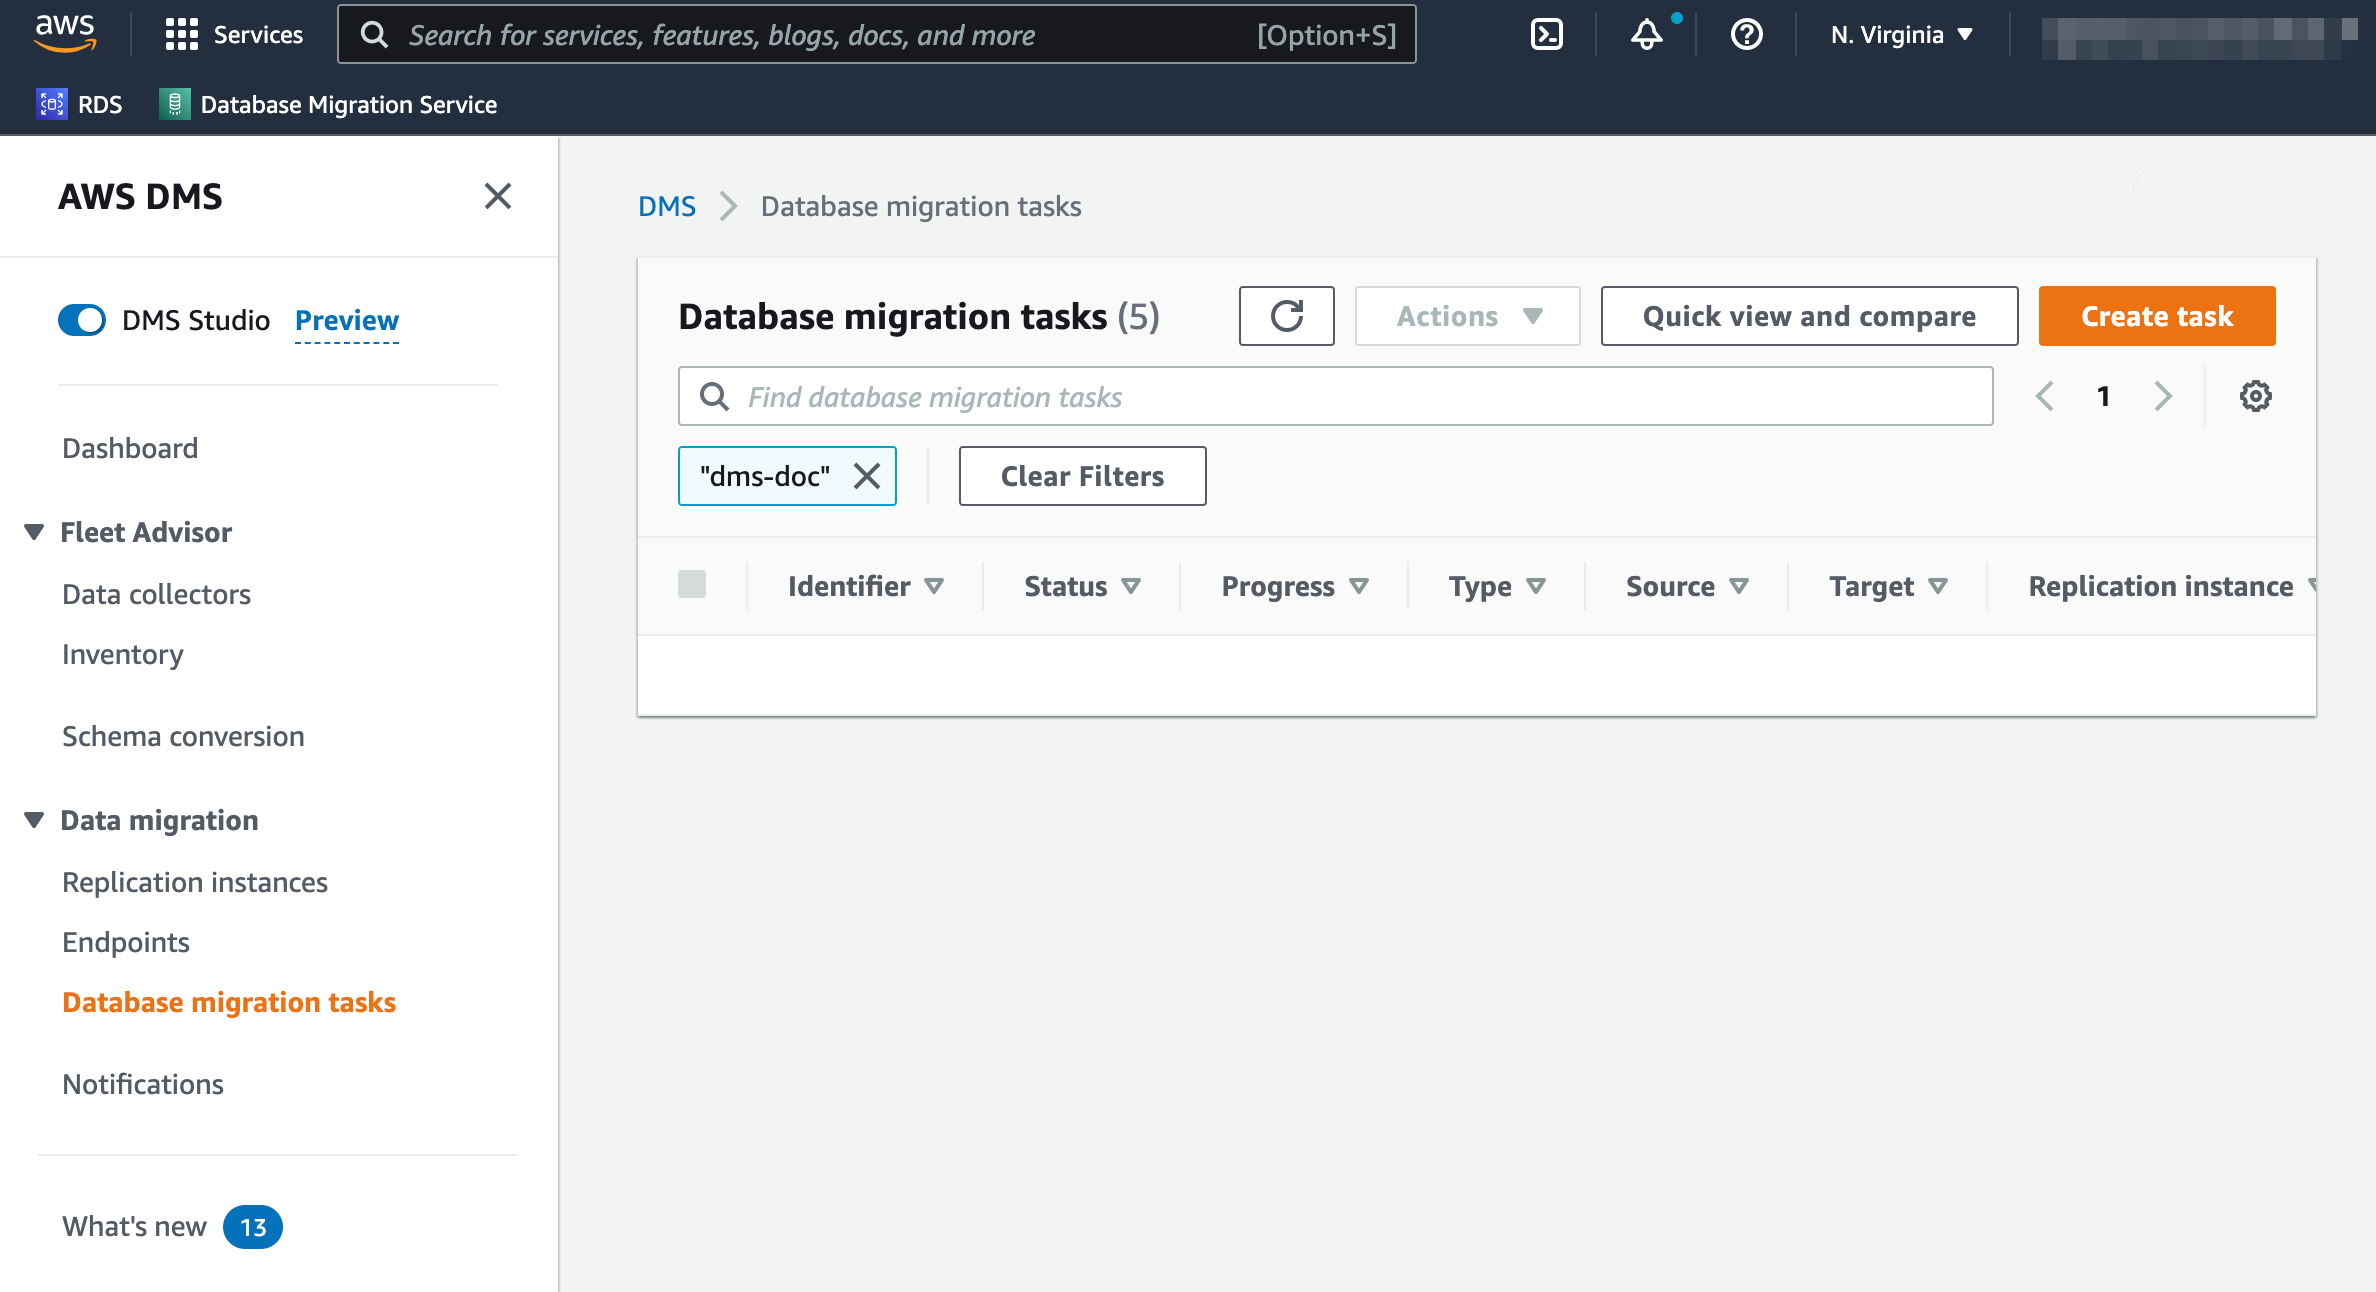 aws Services Search for services, features, blogs, docs, and more [Option+S] N. Virginia
RDS Database Migration Service
AWS DMS
DMS Studio Preview
Dashboard
Fleet Advisor
Data collectors
Inventory
Schema conversion
Data migration
Replication instances
Endpoints
Database migration tasks
Notifications
What's new 13
DMS Database migration tasks
Database migration tasks (5) Actions Quick view and compare Create task
Find database migration tasks 1
"dms-doc" Clear Filters
Identifier Status Progress Type Source Target Replication instance